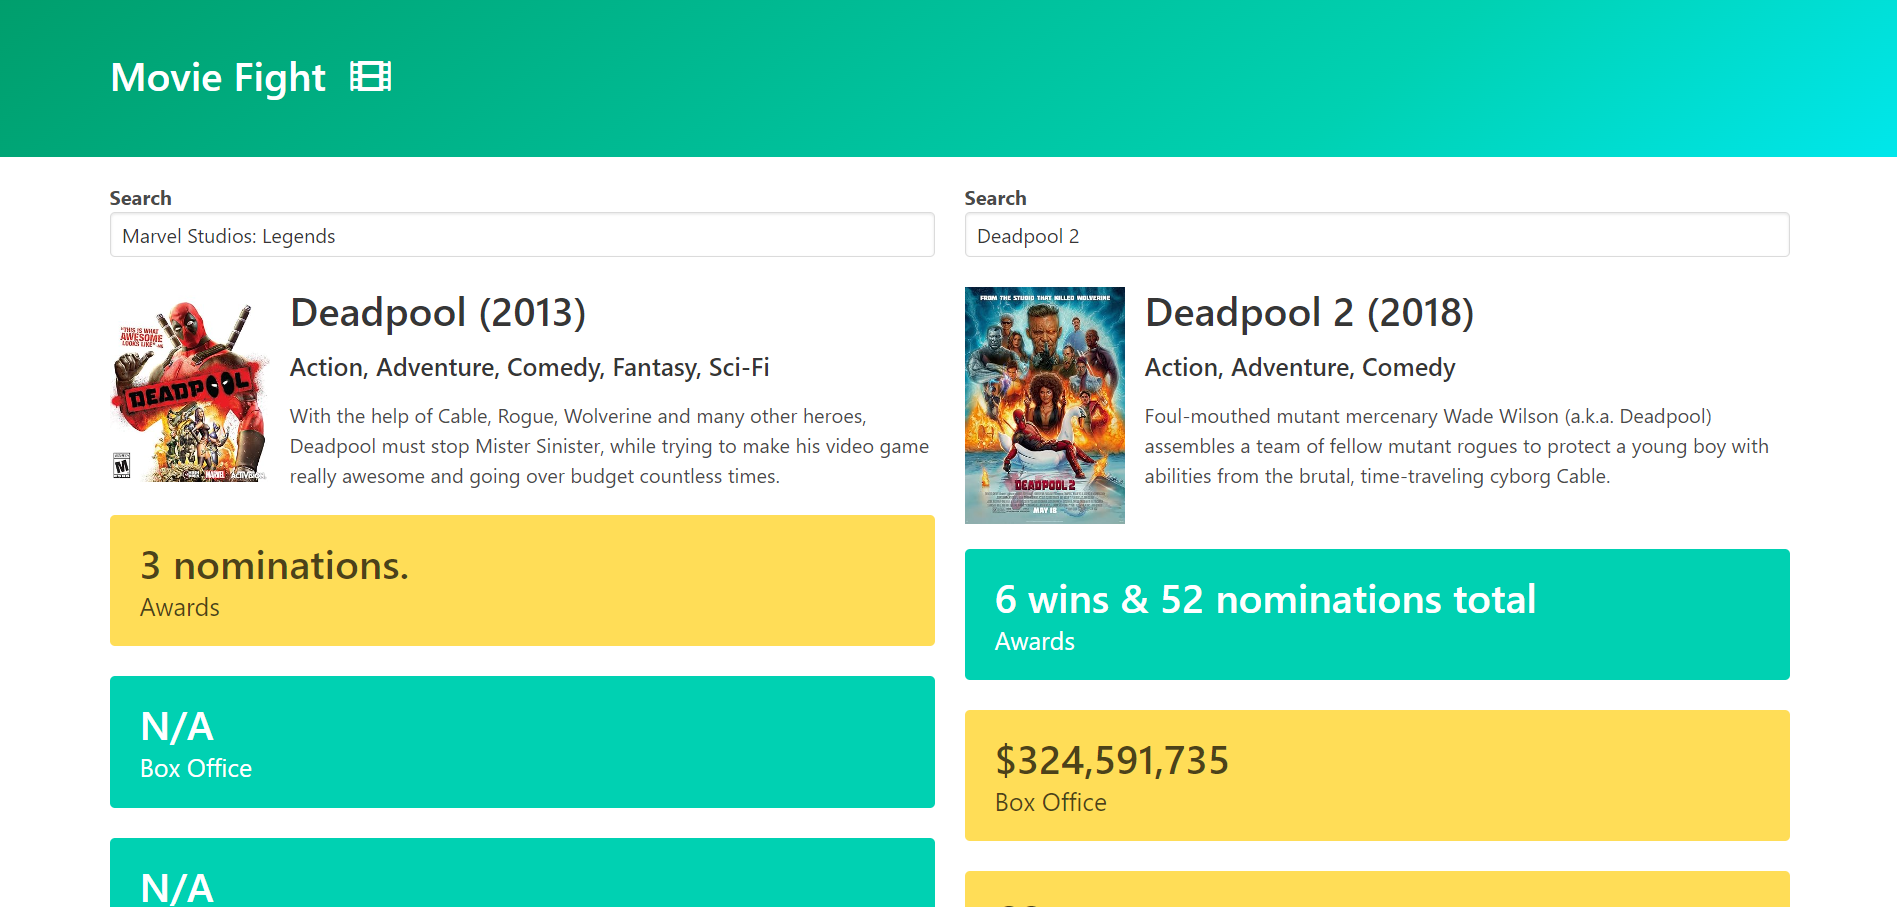 Movie Fight
Search
Marvel Studios: Legends
"THIS IS WHAT
AWESOME
LOOKS LIKE"
DEADPOOL
M
MARVEL
ACTIVISION
Deadpool (2013)
Action, Adventure, Comedy, Fantasy, Sci-Fi
With the help of Cable, Rogue, Wolverine and many other heroes,
Deadpool must stop Mister Sinister, while trying to make his video game
really awesome and going over budget countless times.
3 nominations.
Awards
N/A
Box Office
N/A
Search
Deadpool 2
FROM THE STUDIO THAT KILLED WOLVERINE
DEADPOOL 2
MAY 18
Deadpool 2 (2018)
Action, Adventure, Comedy
Foul-mouthed mutant mercenary Wade Wilson (a.k.a. Deadpool)
assembles a team of fellow mutant rogues to protect a young boy with
abilities from the brutal, time-traveling cyborg Cable.
6 wins & 52 nominations total
Awards
$324,591,735
Box Office